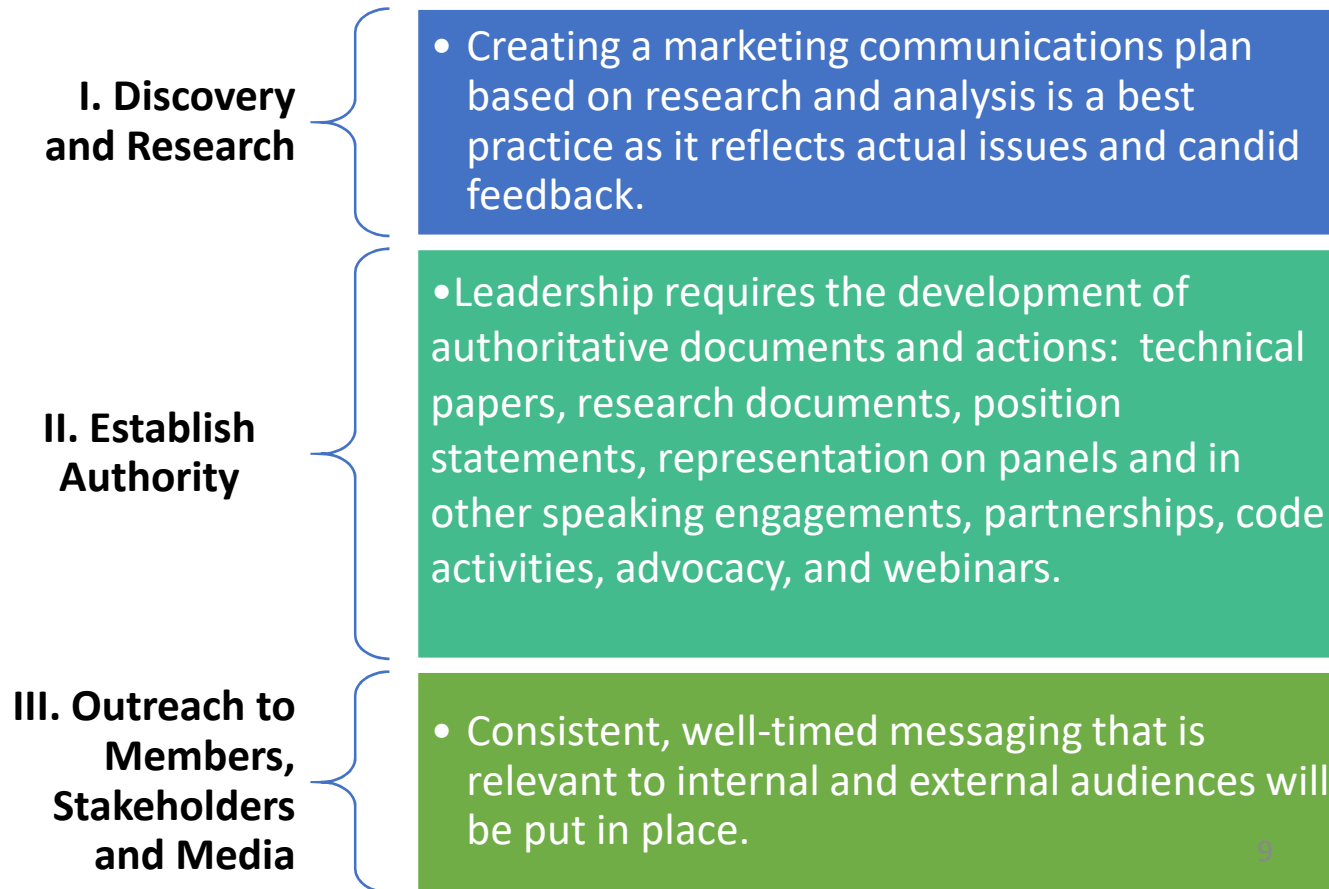 I. Discovery
and Research
• Creating a marketing communications plan
based on research and analysis is a best
practice as it reflects actual issues and candid
feedback.
II. Establish
Authority
•Leadership requires the development of
authoritative documents and actions:  technical
papers, research documents, position
statements, representation on panels and in
other speaking engagements, partnerships, code
activities, advocacy, and webinars.
III. Outreach to
Members,
Stakeholders
and Media
• Consistent, well-timed messaging that is
relevant to internal and external audiences will
be put in place.
9